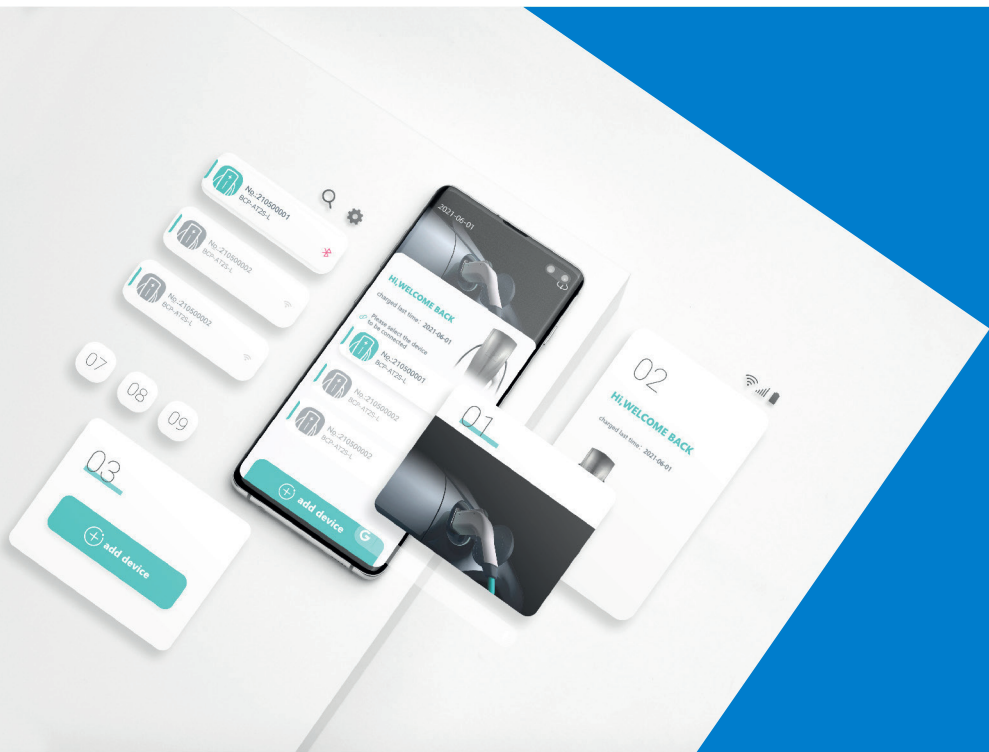 No.:210500001
BCP-AT25-L
No.:210500002
BCP-AT25-L
No.:210500002
BCP-AT25-L
07
08
09
03
add device
2021-06-01
Hi,WELCOME BACK
charged last time: 2021-06-01
Please select the device
to be connected
No.:210500001
BCP-AT25-L
No.:210500002
BCP-AT25-L
No.:210500002
BCP-AT25-L
add device
G
01
02
Hi,WELCOME BACK
charged last time: 2021-06-01